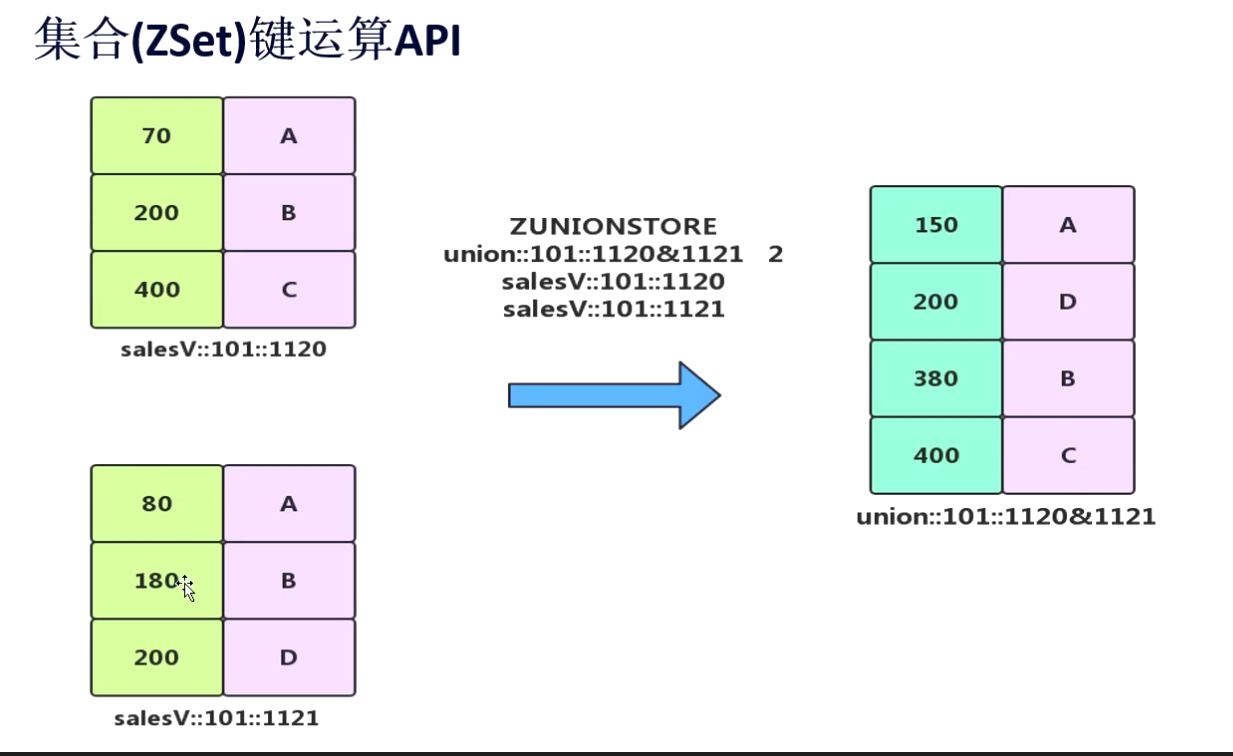 集合(ZSet)键运算API
70 A
200 B
400 C
salesV::101::1120
ZUNIONSTORE
union::101::1120&1121 2
salesV::101::1120
salesV::101::1121
150 A
200 D
380 B
400 C
union::101::1120&1121
80 A
180 B
200 D
salesV::101::1121